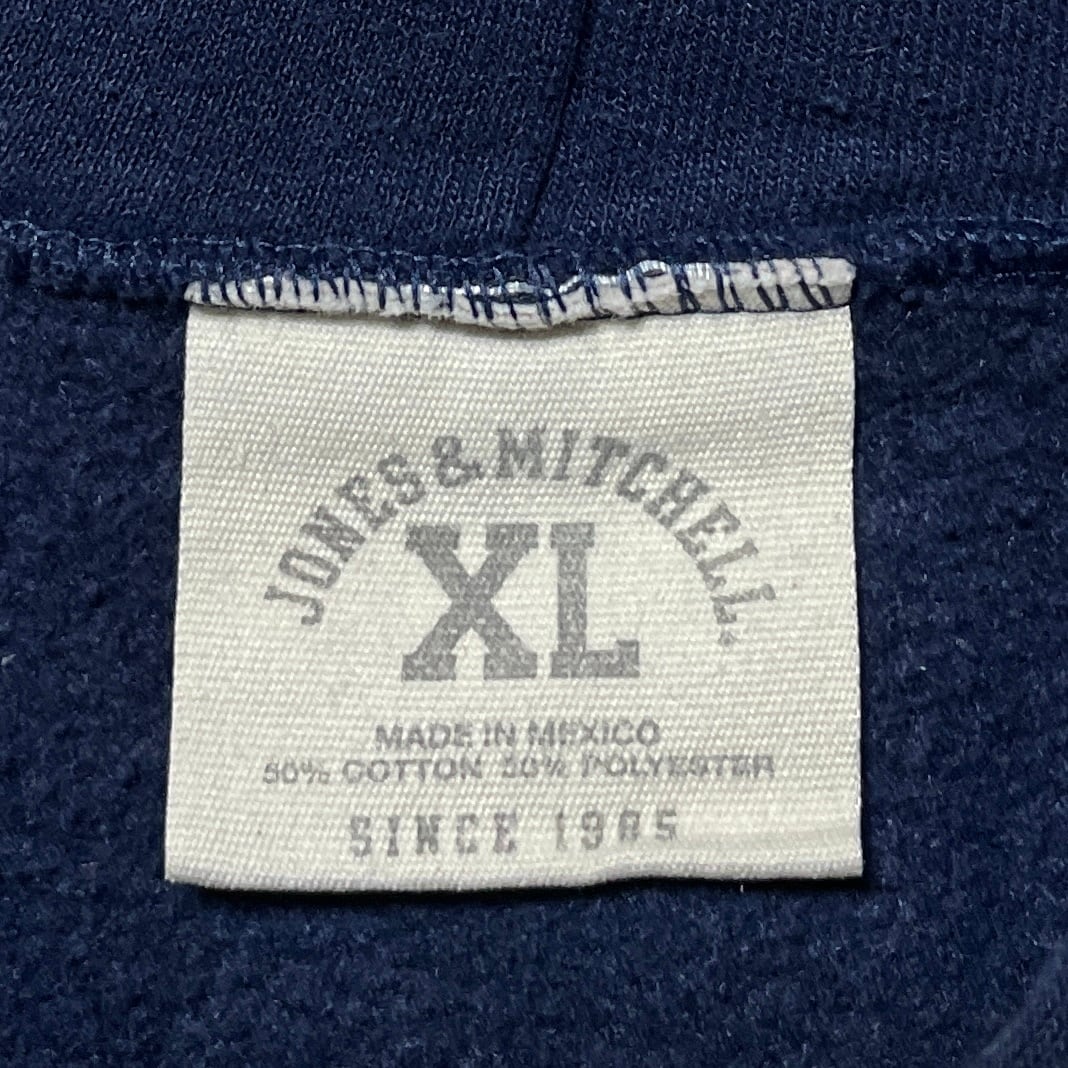 JONES & MITCHELL.
XL
MADE IN MEXICO
50% COTTON 50% POLYESTER
SINCE 1985